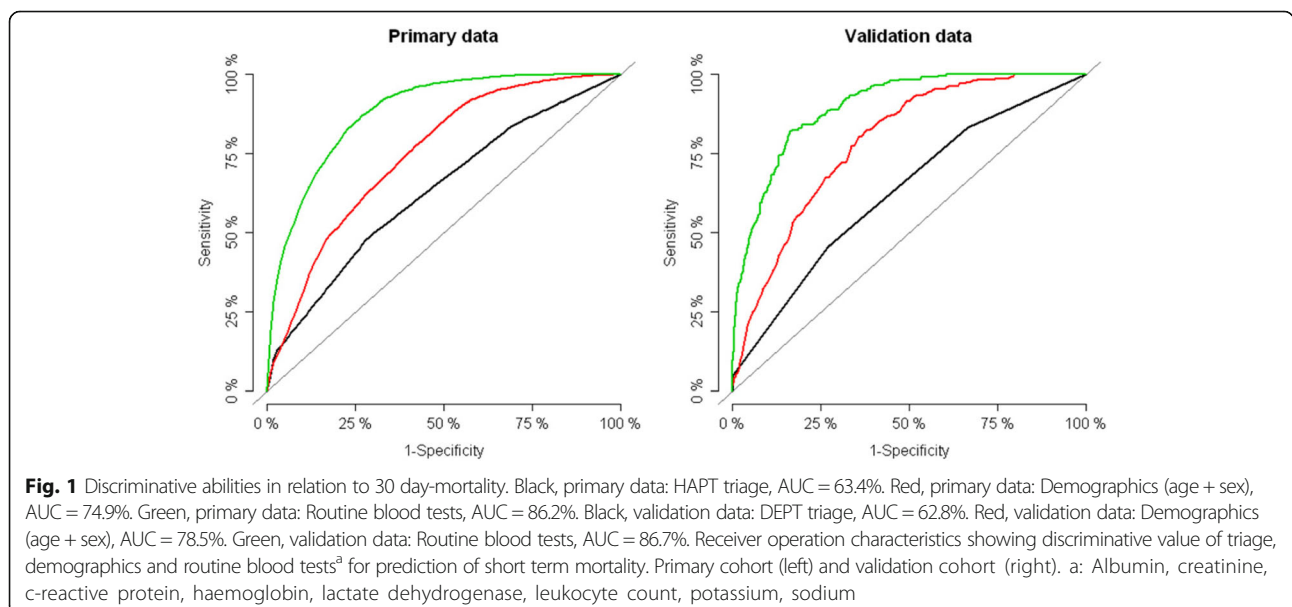 Primary data
Validation data
100 %
75 %
50 %
25 %
0 %
Sensitivity
0 %
25 %
50 %
75 %
100 %
1-Specificity
100 %
75 %
50 %
25 %
0 %
Sensitivity
0 %
25 %
50 %
75 %
100 %
1-Specificity
Fig. 1 Discriminative abilities in relation to 30 day-mortality. Black, primary data: HAPT triage, AUC = 63.4%. Red, primary data: Demographics (age + sex),
AUC = 74.9%. Green, primary data: Routine blood tests, AUC = 86.2%. Black, validation data: DEPT triage, AUC = 62.8%. Red, validation data: Demographics
(age + sex), AUC = 78.5%. Green, validation data: Routine blood tests, AUC = 86.7%. Receiver operation characteristics showing discriminative value of triage,
demographics and routine blood testsᵃ for prediction of short term mortality. Primary cohort (left) and validation cohort (right). a: Albumin, creatinine,
c-reactive protein, haemoglobin, lactate dehydrogenase, leukocyte count, potassium, sodium